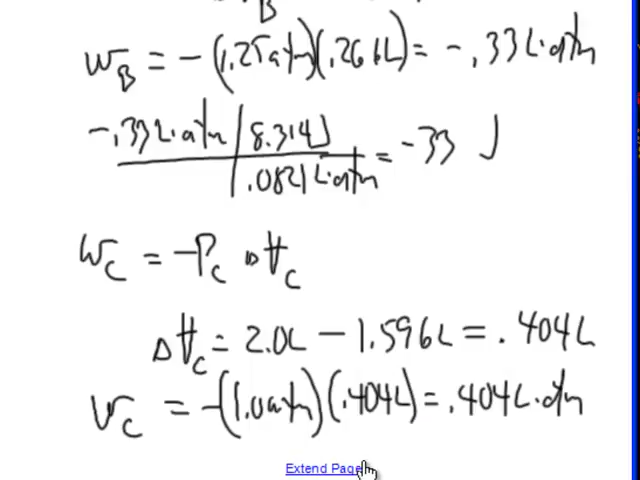 B
W_B = -(1.25atm)(.266L) = -.33L·atm
-.33L·atm | 8.314J
| .0821 L·atm = -33 J
W_C = -P_C ΔV_C
ΔV_C = 2.0L - 1.596L = .404L
W_C = -(1.0atm)(.404L) = .404L·atm
Extend Page